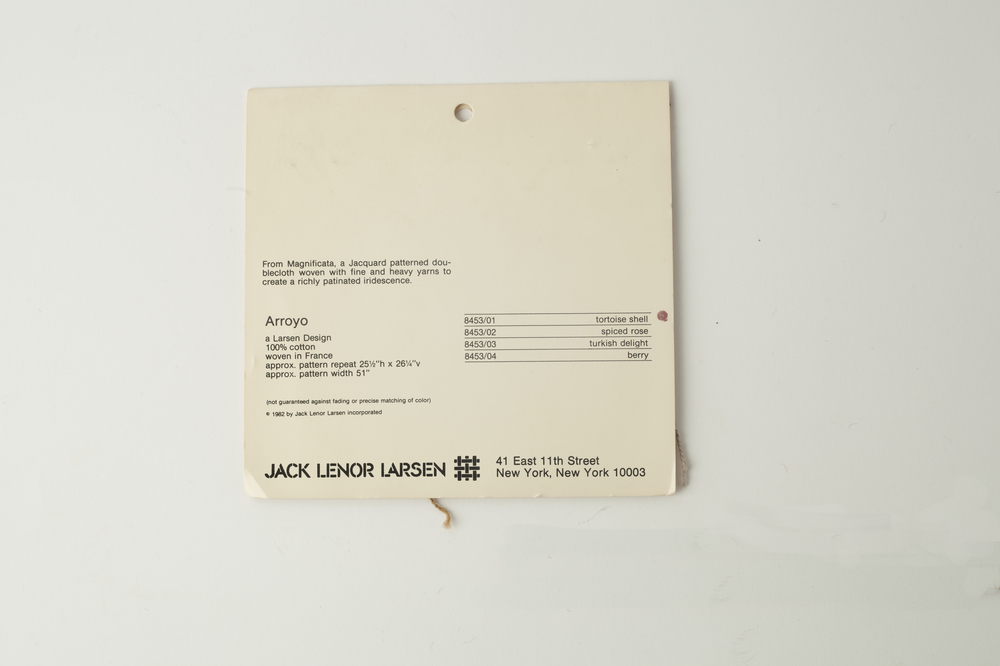 From Magnificata, a Jacquard patterned dou-
blecloth woven with fine and heavy yarns to
create a richly patinated iridescence.
Arroyo
a Larsen Design
100% cotton
woven in France
approx. pattern repeat 25½"h x 26¼"v
approx. pattern width 51"
8453/01 tortoise shell
8453/02 spiced rose
8453/03 turkish delight
8453/04 berry
(not guaranteed against fading or precise matching of color)
© 1982 by Jack Lenor Larsen incorporated
JACK LENOR LARSEN
41 East 11th Street
New York, New York 10003